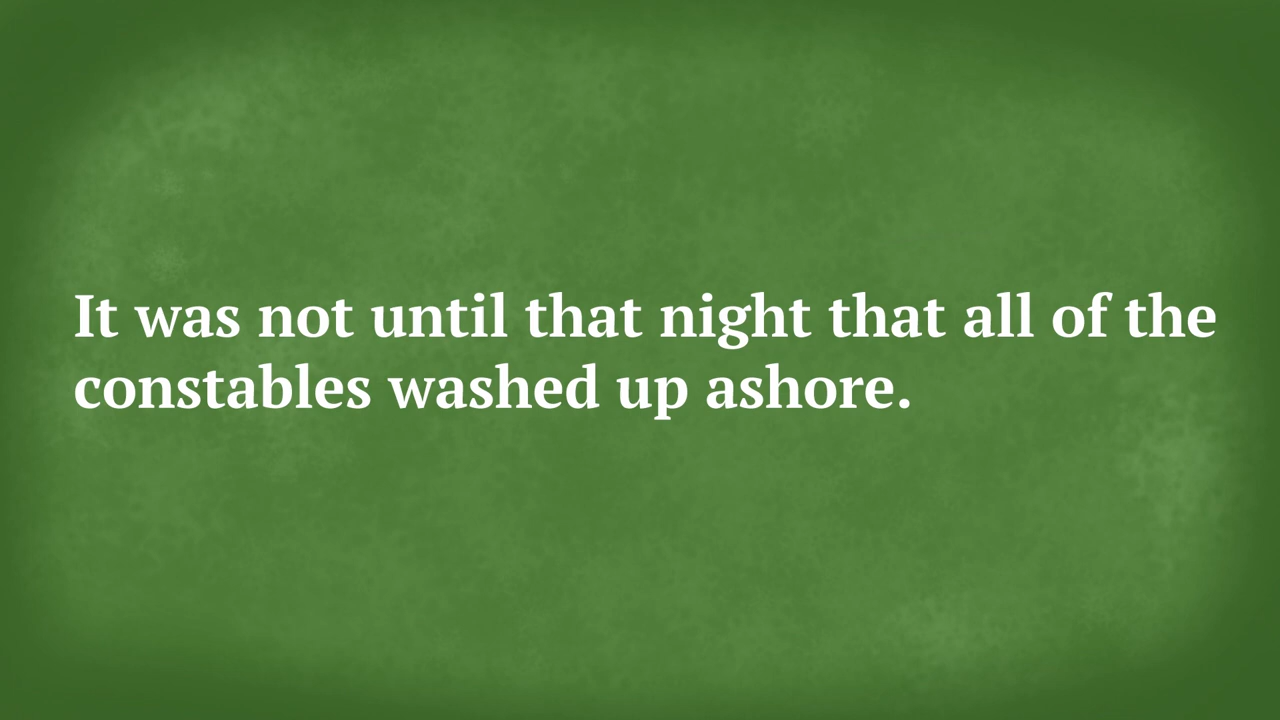 It was not until that night that all of the
constables washed up ashore.